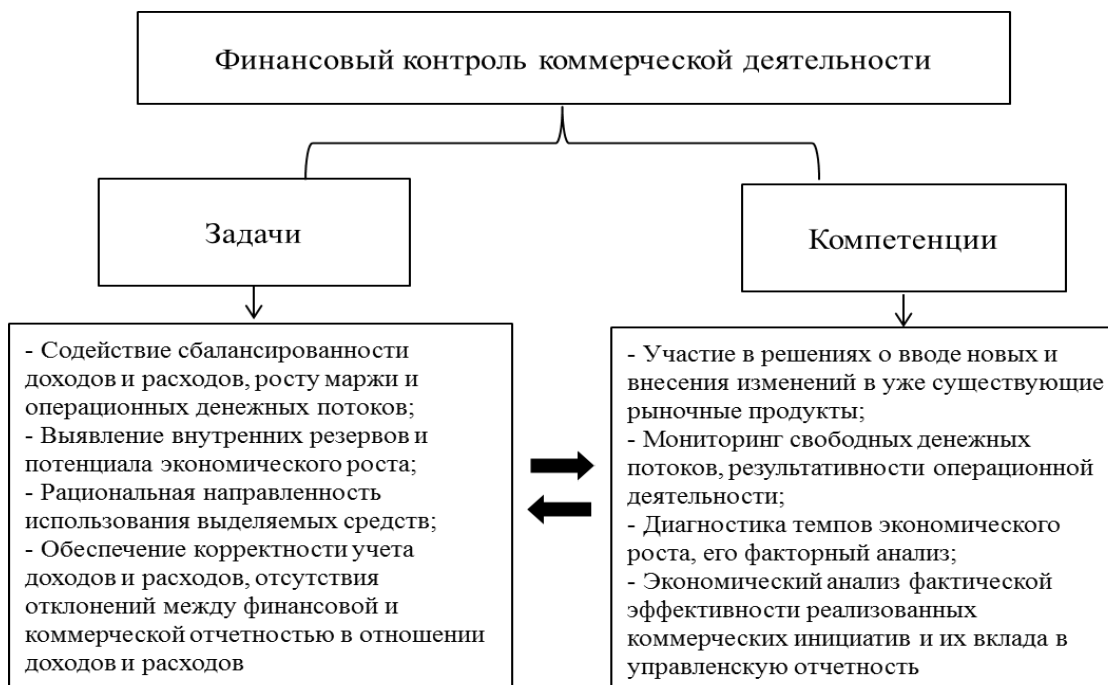 Финансовый контроль коммерческой деятельности
Задачи
Компетенции
- Содействие сбалансированности
доходов и расходов, росту маржи и
операционных денежных потоков;
- Выявление внутренних резервов и
потенциала экономического роста;
- Рациональная направленность
использования выделяемых средств;
- Обеспечение корректности учета
доходов и расходов, отсутствия
отклонений между финансовой и
коммерческой отчетностью в отношении
доходов и расходов
- Участие в решениях о вводе новых и
внесения изменений в уже существующие
рыночные продукты;
- Мониторинг свободных денежных
потоков, результативности операционной
деятельности;
- Диагностика темпов экономического
роста, его факторный анализ;
- Экономический анализ фактической
эффективности реализованных
коммерческих инициатив и их вклада в
управленскую отчетность